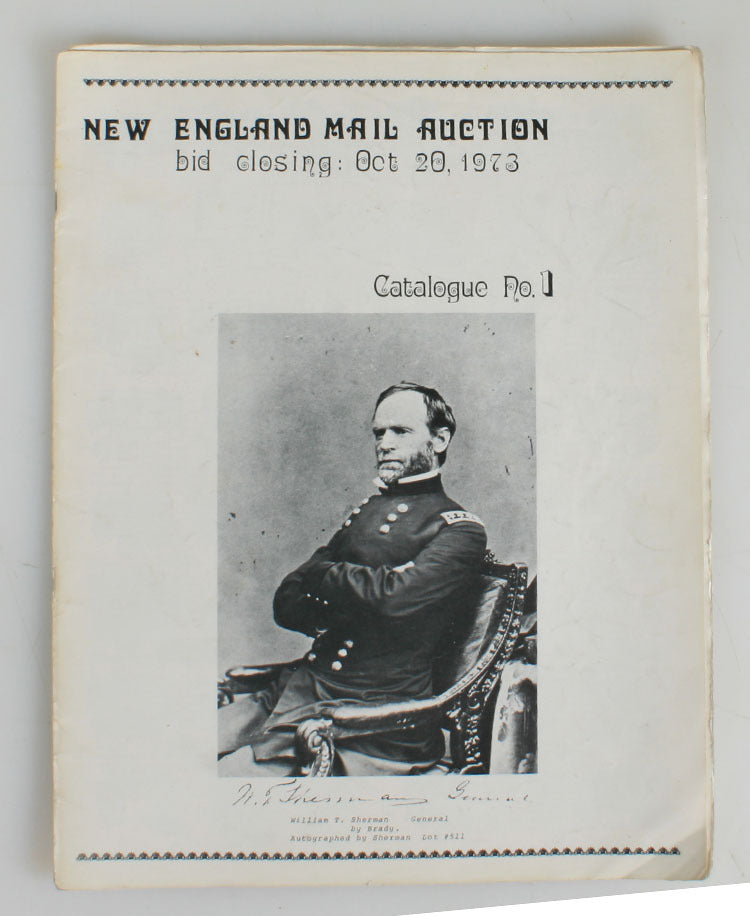 NEW ENGLAND MAIL AUCTION
bid closing: Oct 20, 1973
Catalogue No. 1
W. T. Sherman General
William T. Sherman General
by Brady.
Autographed by Sherman Lot #511